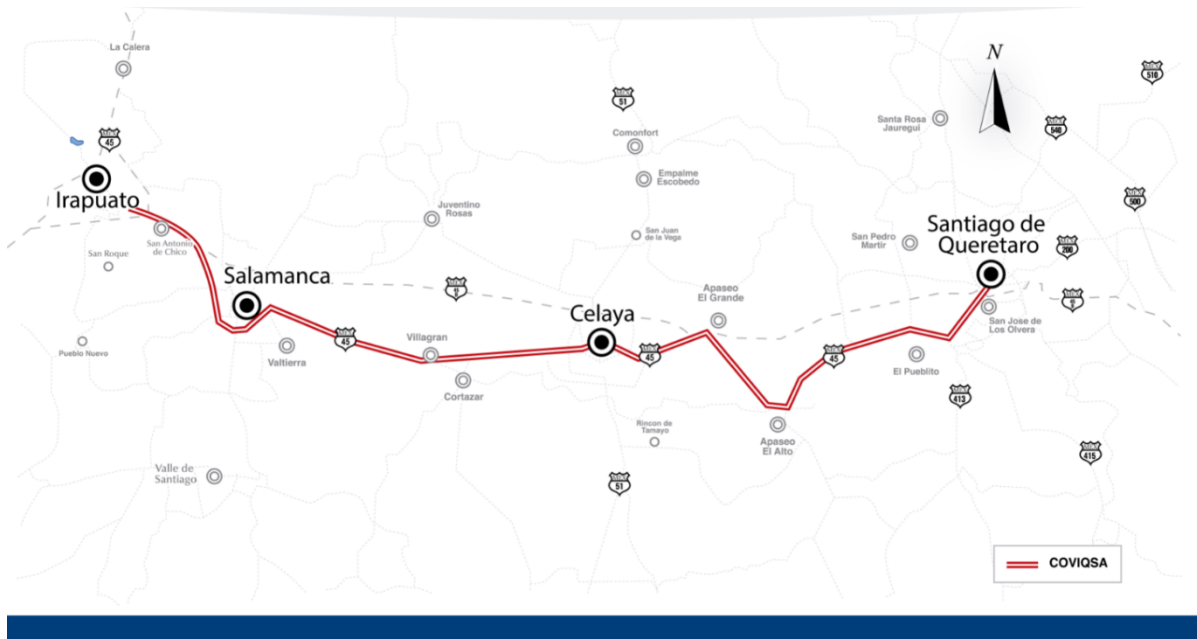 La Calera
45
Irapuato
San Antonio
de Chico
San Roque
Pueblo Nuevo
Salamanca
Valtierra
45
Valle de
Santiago
Juventino
Rosas
Villagran
Cortazar
51
Comonfort
Empalme
Escobedo
San Juan
de la Vega
Celaya
45
Rincon de
Tamayo
51
Apaseo
El Grande
Apaseo
El Alto
45
Santa Rosa
Jauregui
N
510
540
500
San Pedro
Martir
Santiago de
Queretaro
200
San Jose de
Los Olvera
El Pueblito
413
415
COVIQSA